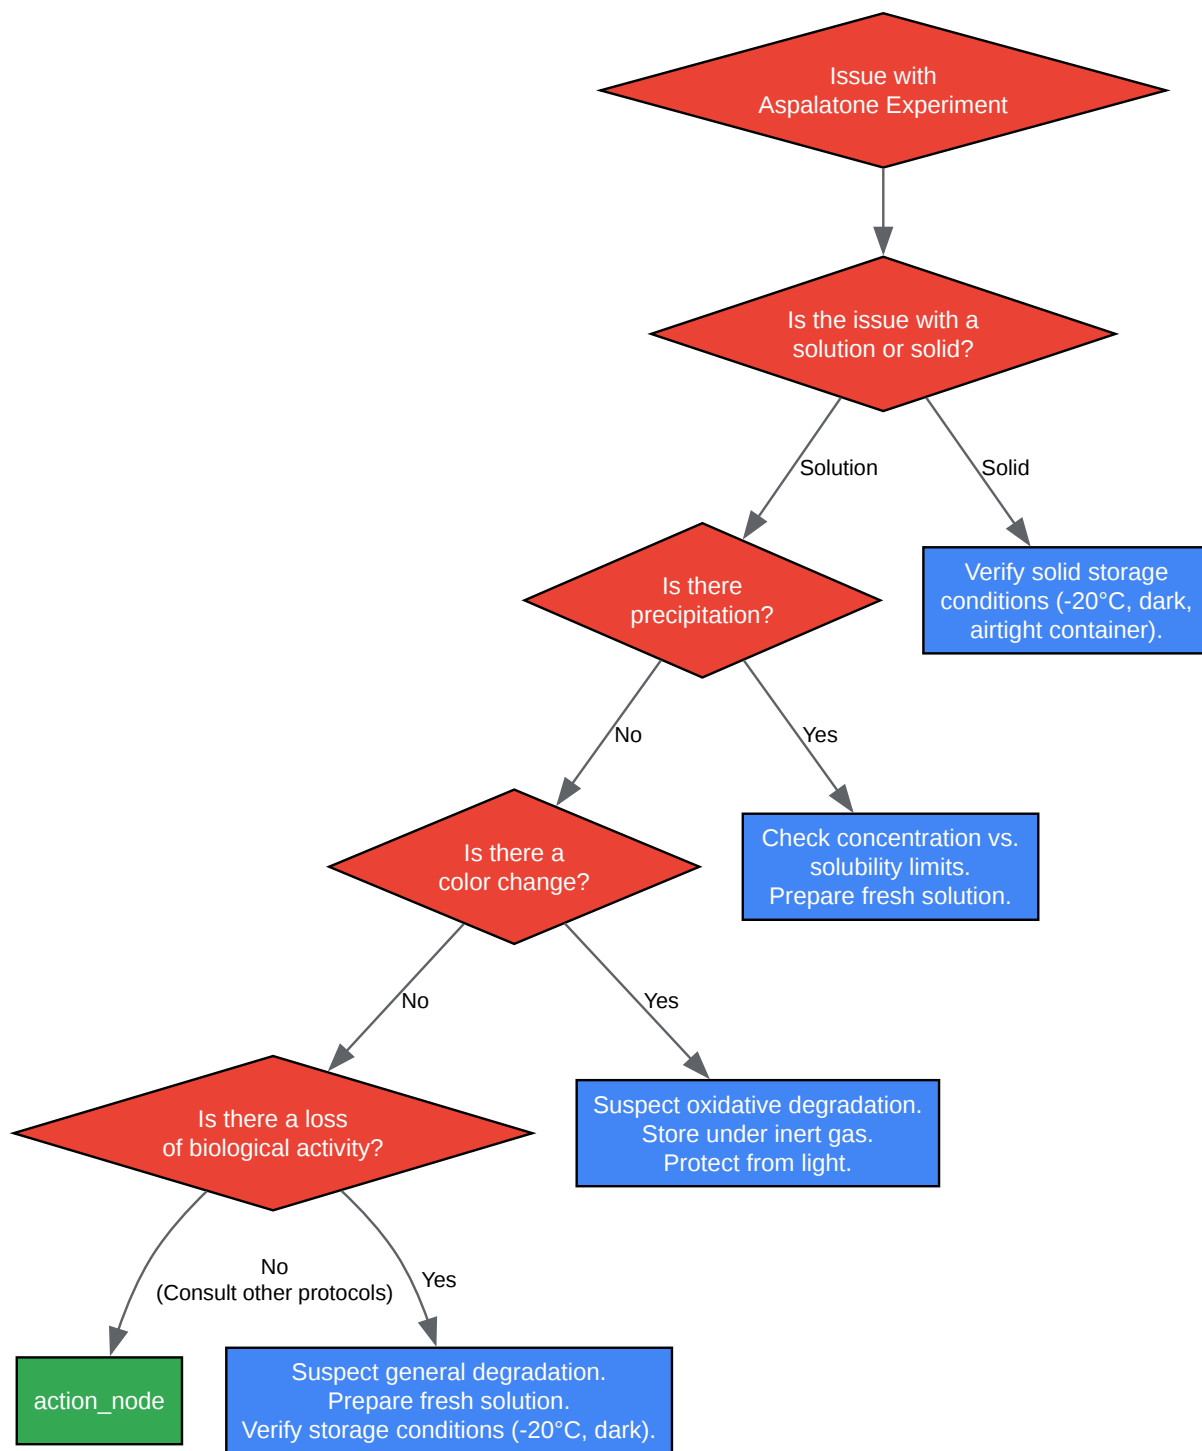 Issue with
Aspalatone Experiment
Is the issue with a
solution or solid?
Solution
Solid
Is there
precipitation?
Verify solid storage
conditions (-20°C, dark,
airtight container).
No
Yes
Is there a
color change?
Check concentration vs.
solubility limits.
Prepare fresh solution.
No
Yes
Is there a loss
of biological activity?
Suspect oxidative degradation.
Store under inert gas.
Protect from light.
No
(Consult other protocols)
Yes
action_node
Suspect general degradation.
Prepare fresh solution.
Verify storage conditions (-20°C, dark).